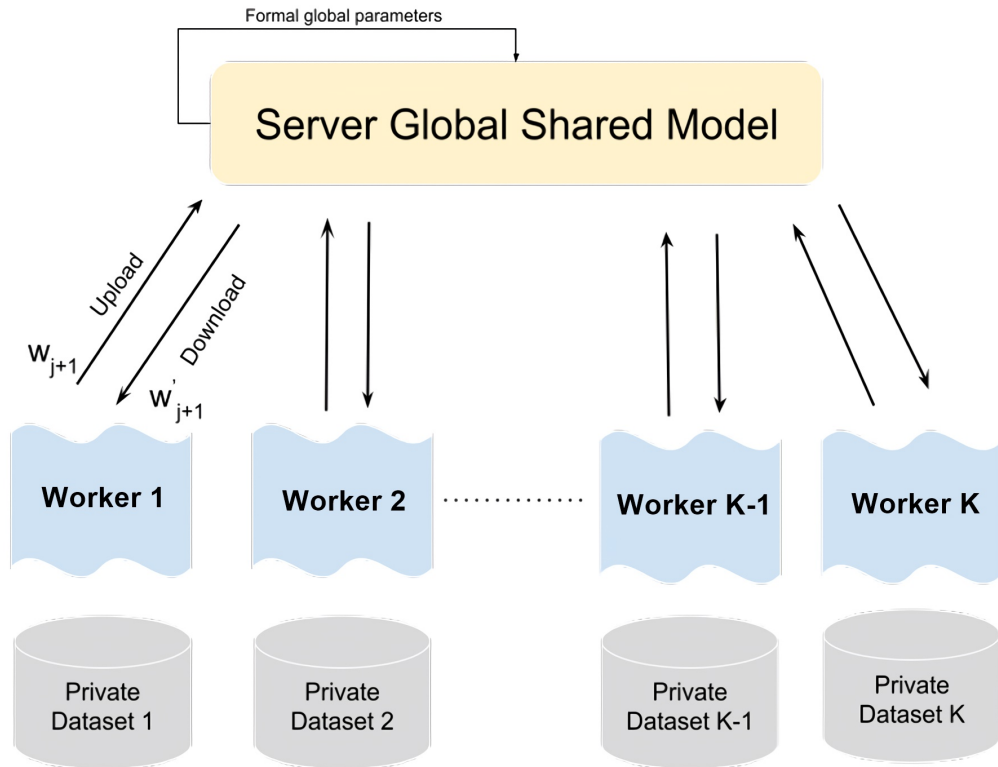 Formal global parameters
Server Global Shared Model
Upload
Download
w_{j+1}
w'_{j+1}
Worker 1
Worker 2
Worker K-1
Worker K
Private
Dataset 1
Private
Dataset 2
Private
Dataset K-1
Private
Dataset K